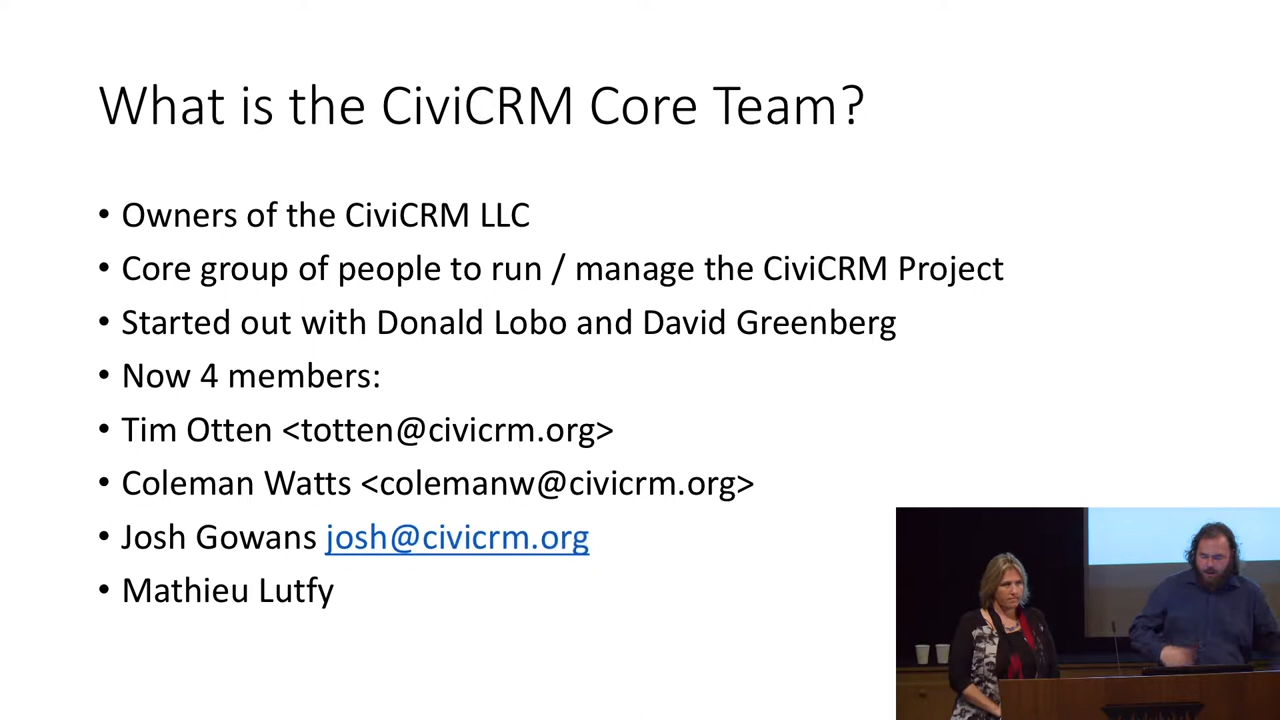 What is the CiviCRM Core Team?
• Owners of the CiviCRM LLC
• Core group of people to run / manage the CiviCRM Project
• Started out with Donald Lobo and David Greenberg
• Now 4 members:
• Tim Otten <totten@civicrm.org>
• Coleman Watts <colemanw@civicrm.org>
• Josh Gowans josh@civicrm.org
• Mathieu Lutfy